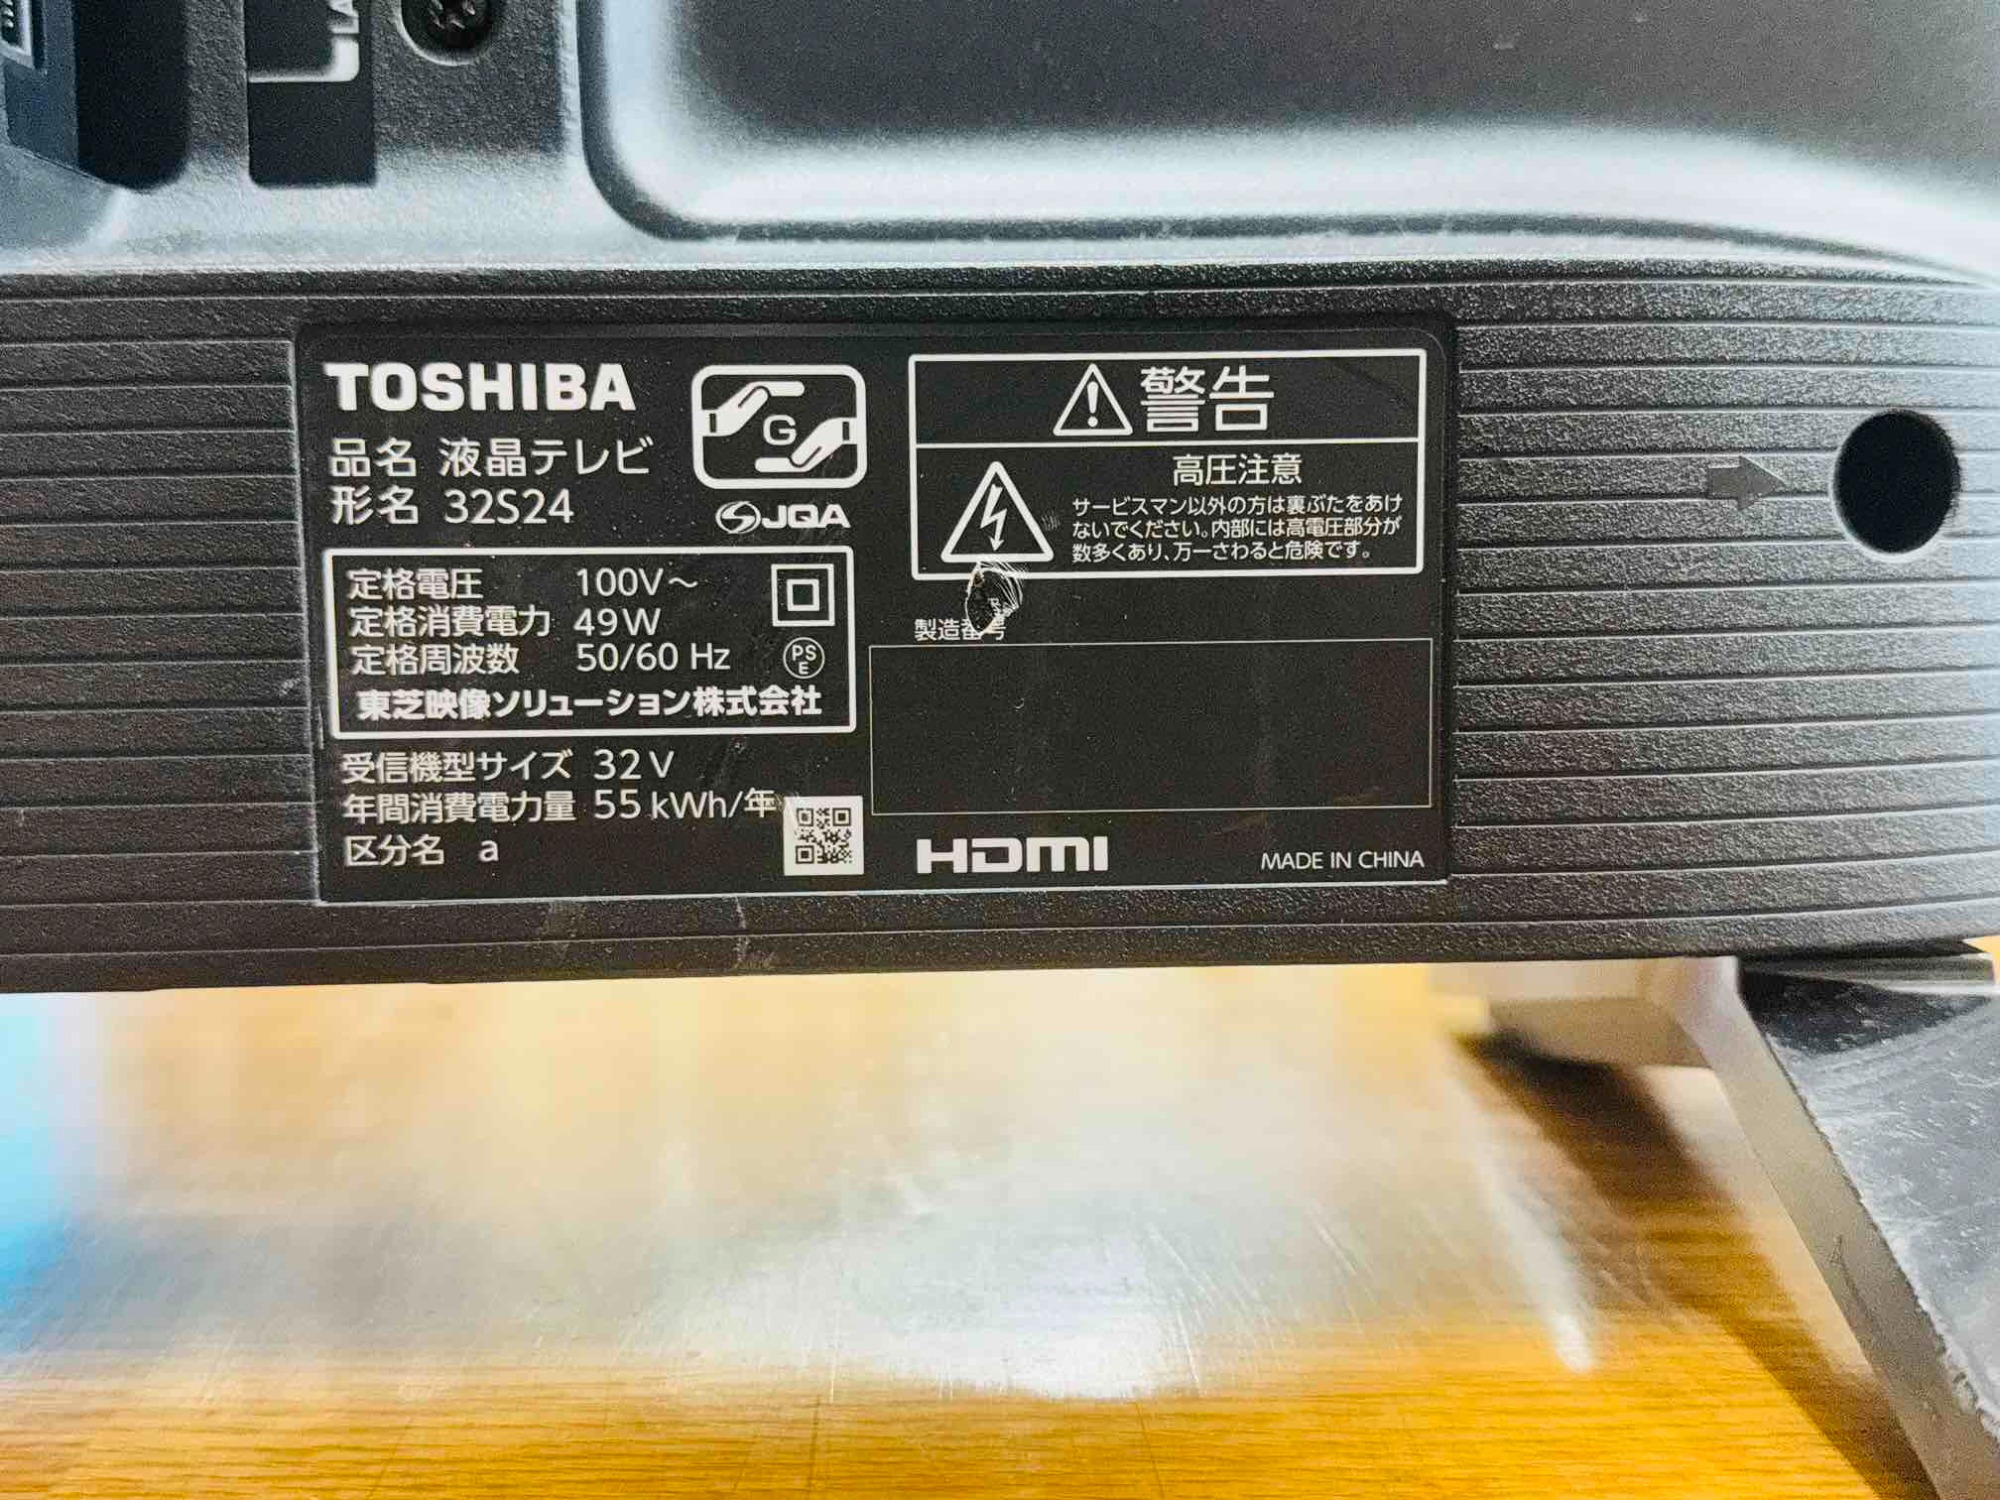 TOSHIBA
品名 液晶テレビ
形名 32S24
G
JQA
定格電圧 100V～
定格消費電力 49W
定格周波数 50/60 Hz
PS
E
東芝映像ソリューション株式会社
受信機型サイズ 32V
年間消費電力量 55kWh/年
区分名 a
警告
高圧注意
サービスマン以外の方は裏ぶたをあけ
ないでください。内部には高電圧部分が
数多くあり、万一さわると危険です。
製造番号
HDMI
MADE IN CHINA